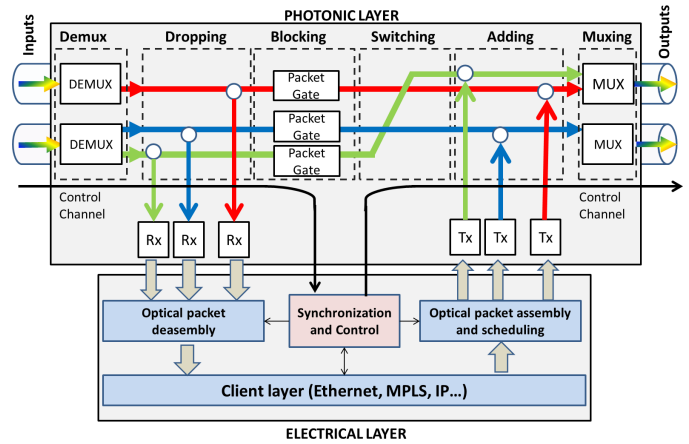 PHOTONIC LAYER
Inputs
Outputs
Demux
Dropping
Blocking
Switching
Adding
Muxing
DEMUX
Packet
Gate
MUX
DEMUX
Packet
Gate
MUX
Packet
Gate
Control
Channel
Control
Channel
Rx
Rx
Rx
Tx
Tx
Tx
Optical packet
deasembly
Synchronization
and Control
Optical packet assembly
and scheduling
Client layer (Ethernet, MPLS, IP...)
ELECTRICAL LAYER